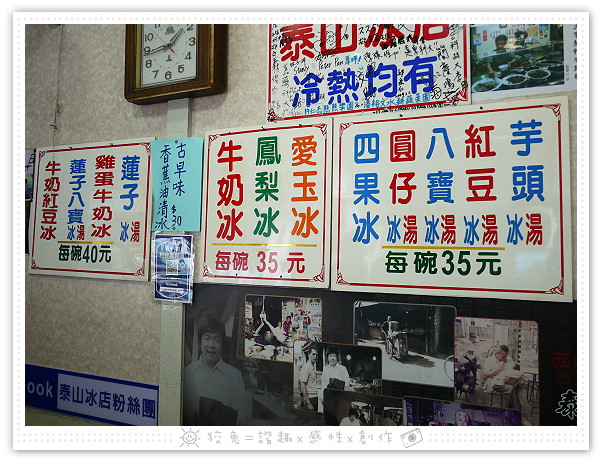 泰山冰店
冷熱均有
Peter Pan
蓮子冰湯
雞蛋牛奶冰
蓮子八寶冰湯
牛奶紅豆冰
每碗40元
古早味
香蕉油清冰
$30
愛玉冰
鳳梨冰
牛奶冰
每碗35元
芋頭冰湯
紅豆冰湯
八寶冰湯
圓仔冰湯
四果冰
每碗35元
ook 泰山冰店粉絲團
狡兔=諧趣x感性x創作